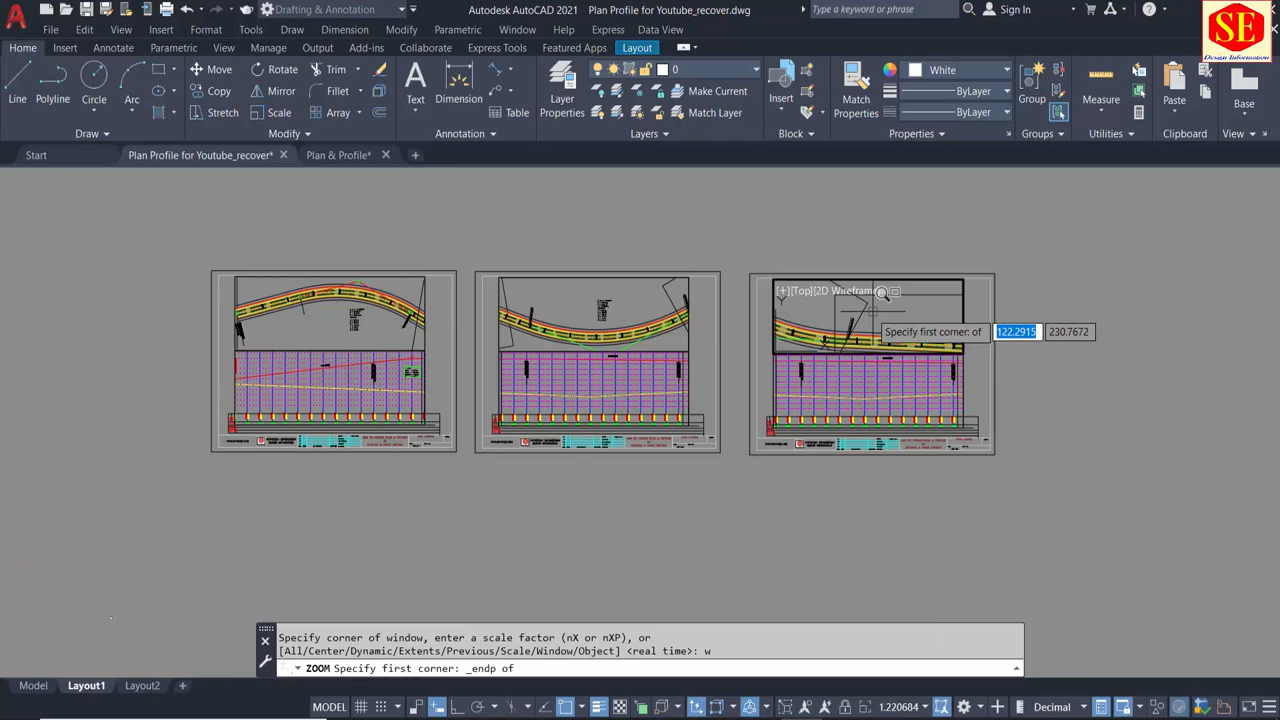 Drafting & Annotation
Autodesk AutoCAD 2021 Plan Profile for Youtube_recover.dwg
Type a keyword or phrase
Sign In
SE
Design Information
File Edit View Insert Format Tools Draw Dimension Modify Parametric Window Help Express Data View
Home Insert Annotate Parametric View Manage Output Add-ins Collaborate Express Tools Featured Apps Layout
Line Polyline Circle Arc
Move Rotate Trim
Copy Mirror Fillet
Stretch Scale Array
Text Dimension Table
Layer Properties
0
Make Current
Match Layer
Insert
Match Properties
White
ByLayer
ByLayer
Group
Measure
Paste
Base
Draw Modify Annotation Layers Block Properties Groups Utilities Clipboard View
Start Plan Profile for Youtube_recover* Plan & Profile*
[+][Top][2D Wireframe
Specify first corner: of 122.2915 230.7672
Specify corner of window, enter a scale factor (nX or nXP), or
[All/Center/Dynamic/Extents/Previous/Scale/Window/Object] <real time>: w
ZOOM Specify first corner: _endp of
Model Layout1 Layout2
MODEL 1.220684 Decimal